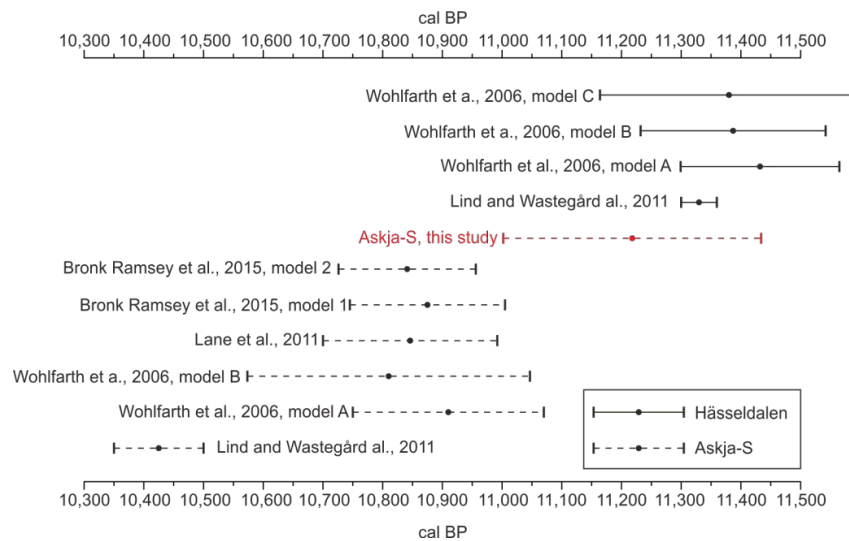 cal BP
10,300 10,400 10,500 10,600 10,700 10,800 10,900 11,000 11,100 11,200 11,300 11,400 11,500
Wohlfarth et a., 2006, model C
Wohlfarth et a., 2006, model B
Wohlfarth et al., 2006, model A
Lind and Wastegård al., 2011
Askja-S, this study
Bronk Ramsey et al., 2015, model 2
Bronk Ramsey et al., 2015, model 1
Lane et al., 2011
Wohlfarth et a., 2006, model B
Wohlfarth et al., 2006, model A
Lind and Wastegård al., 2011
Hässeldalen
Askja-S
10,300 10,400 10,500 10,600 10,700 10,800 10,900 11,000 11,100 11,200 11,300 11,400 11,500
cal BP